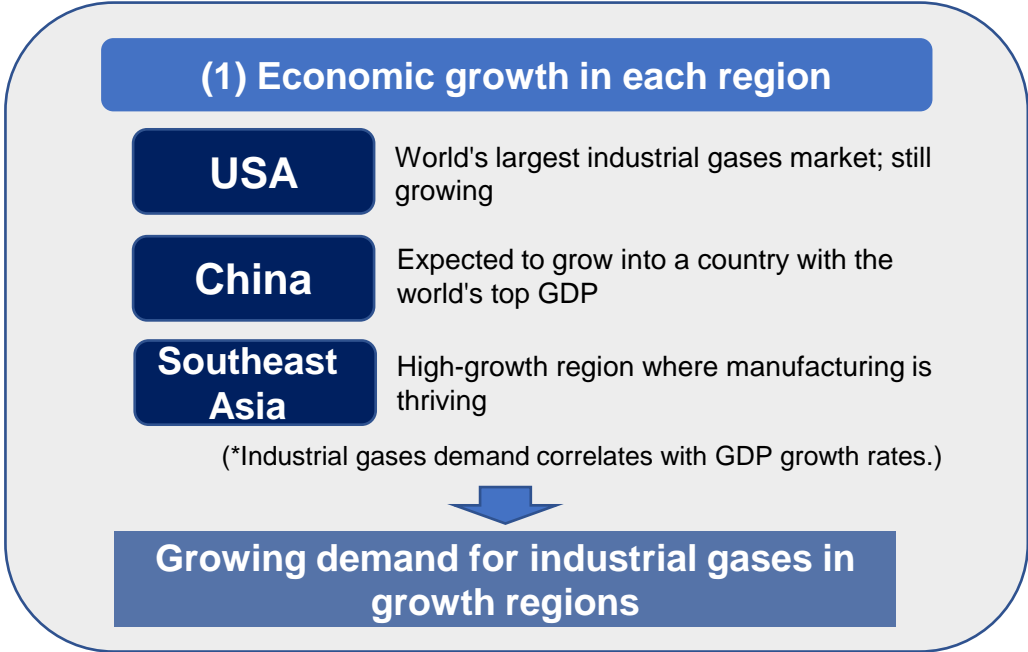 (1) Economic growth in each region
USA
World's largest industrial gases market; still
growing
China
Expected to grow into a country with the
world's top GDP
Southeast
Asia
High-growth region where manufacturing is
thriving
(*Industrial gases demand correlates with GDP growth rates.)
Growing demand for industrial gases in
growth regions